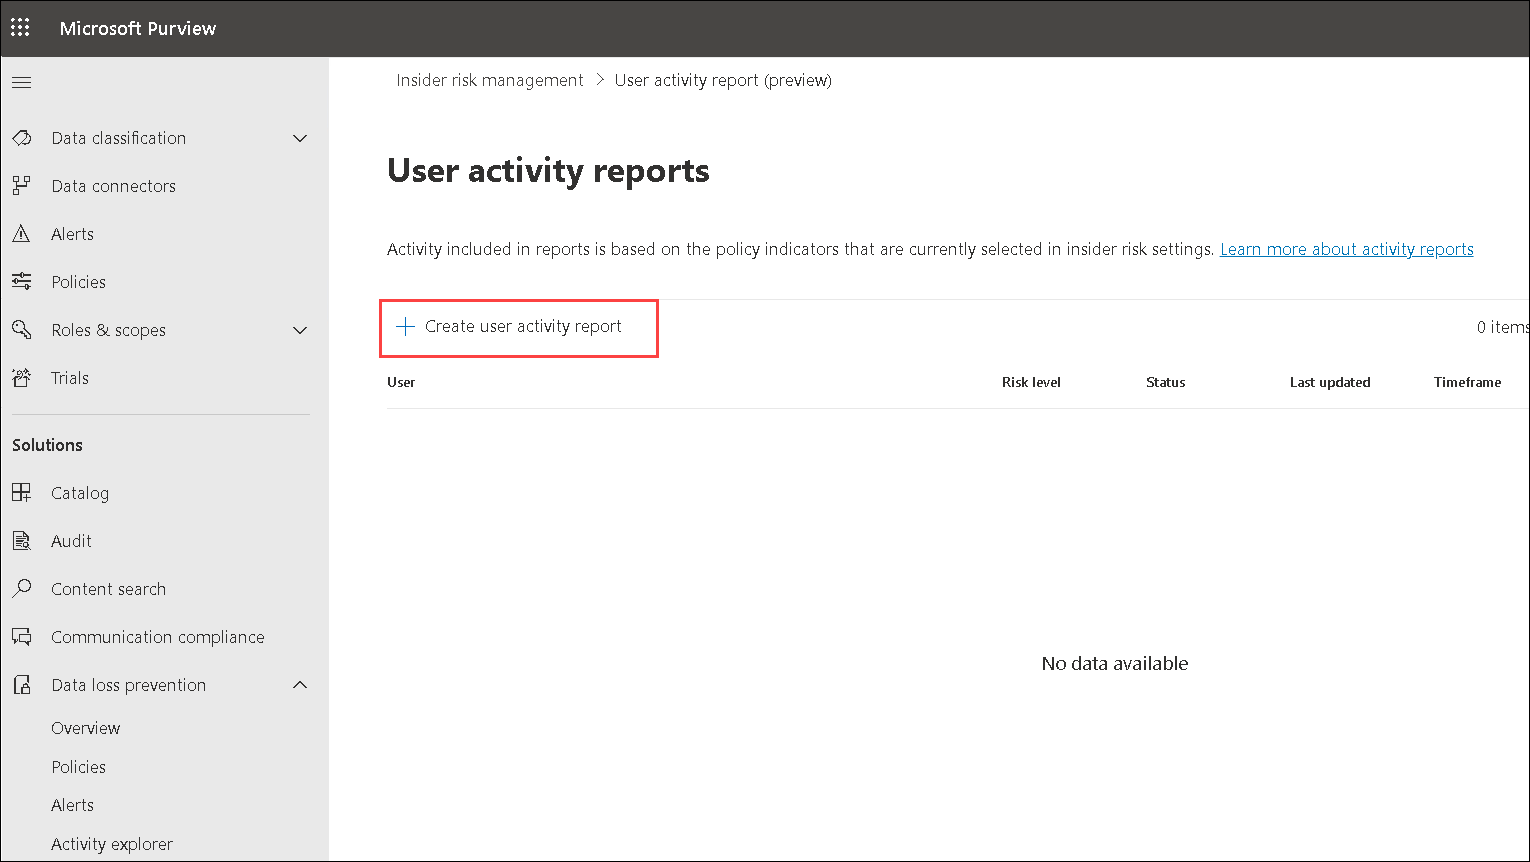 Microsoft Purview
Insider risk management > User activity report (preview)
Data classification
Data connectors
Alerts
Policies
Roles & scopes
Trials
Solutions
Catalog
Audit
Content search
Communication compliance
Data loss prevention
Overview
Policies
Alerts
Activity explorer
User activity reports
Activity included in reports is based on the policy indicators that are currently selected in insider risk settings. Learn more about activity reports
+ Create user activity report
0 items
User Risk level Status Last updated Timeframe
No data available